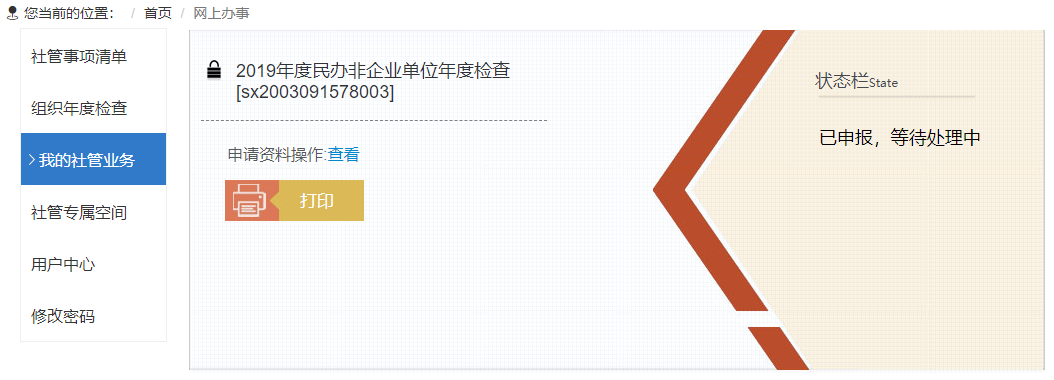 您当前的位置： / 首页 / 网上办事
社管事项清单
组织年度检查
我的社管业务
社管专属空间
用户中心
修改密码
2019年度民办非企业单位年度检查
[sx2003091578003]
申请资料操作:查看
打印
状态栏State
已申报，等待处理中